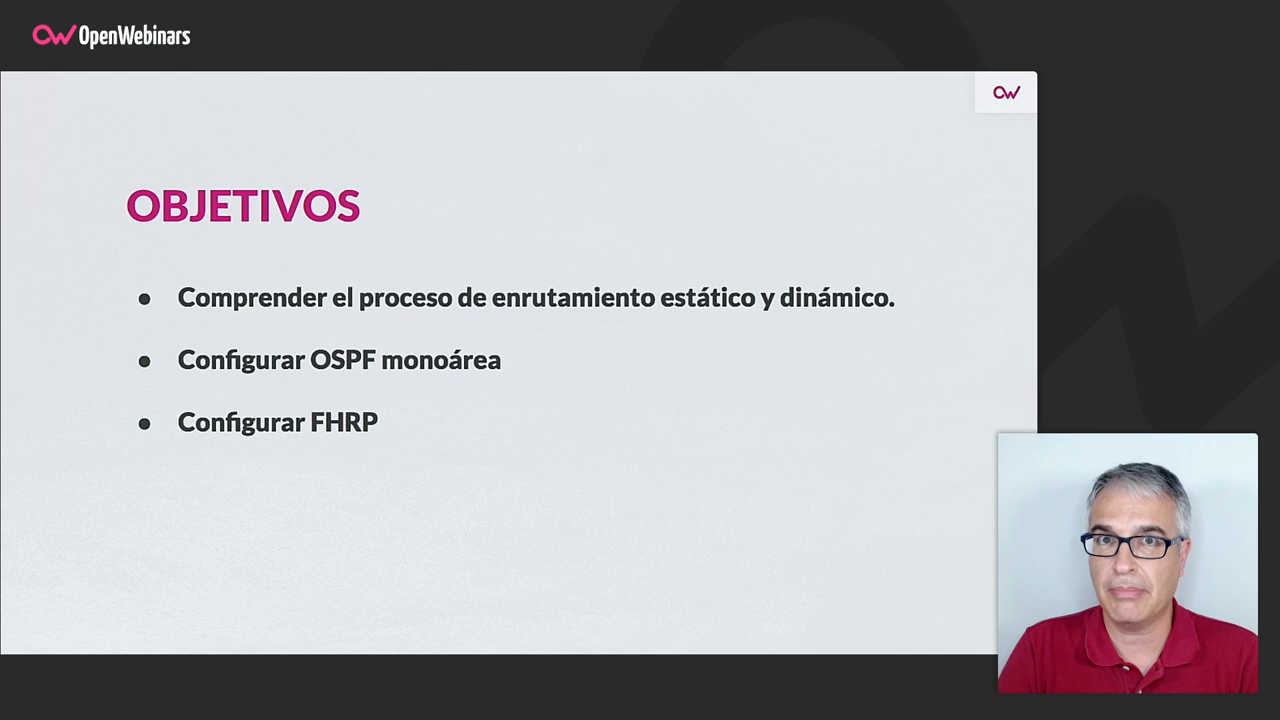 OpenWebinars
OBJETIVOS
● Comprender el proceso de enrutamiento estático y dinámico.
● Configurar OSPF monoárea
● Configurar FHRP